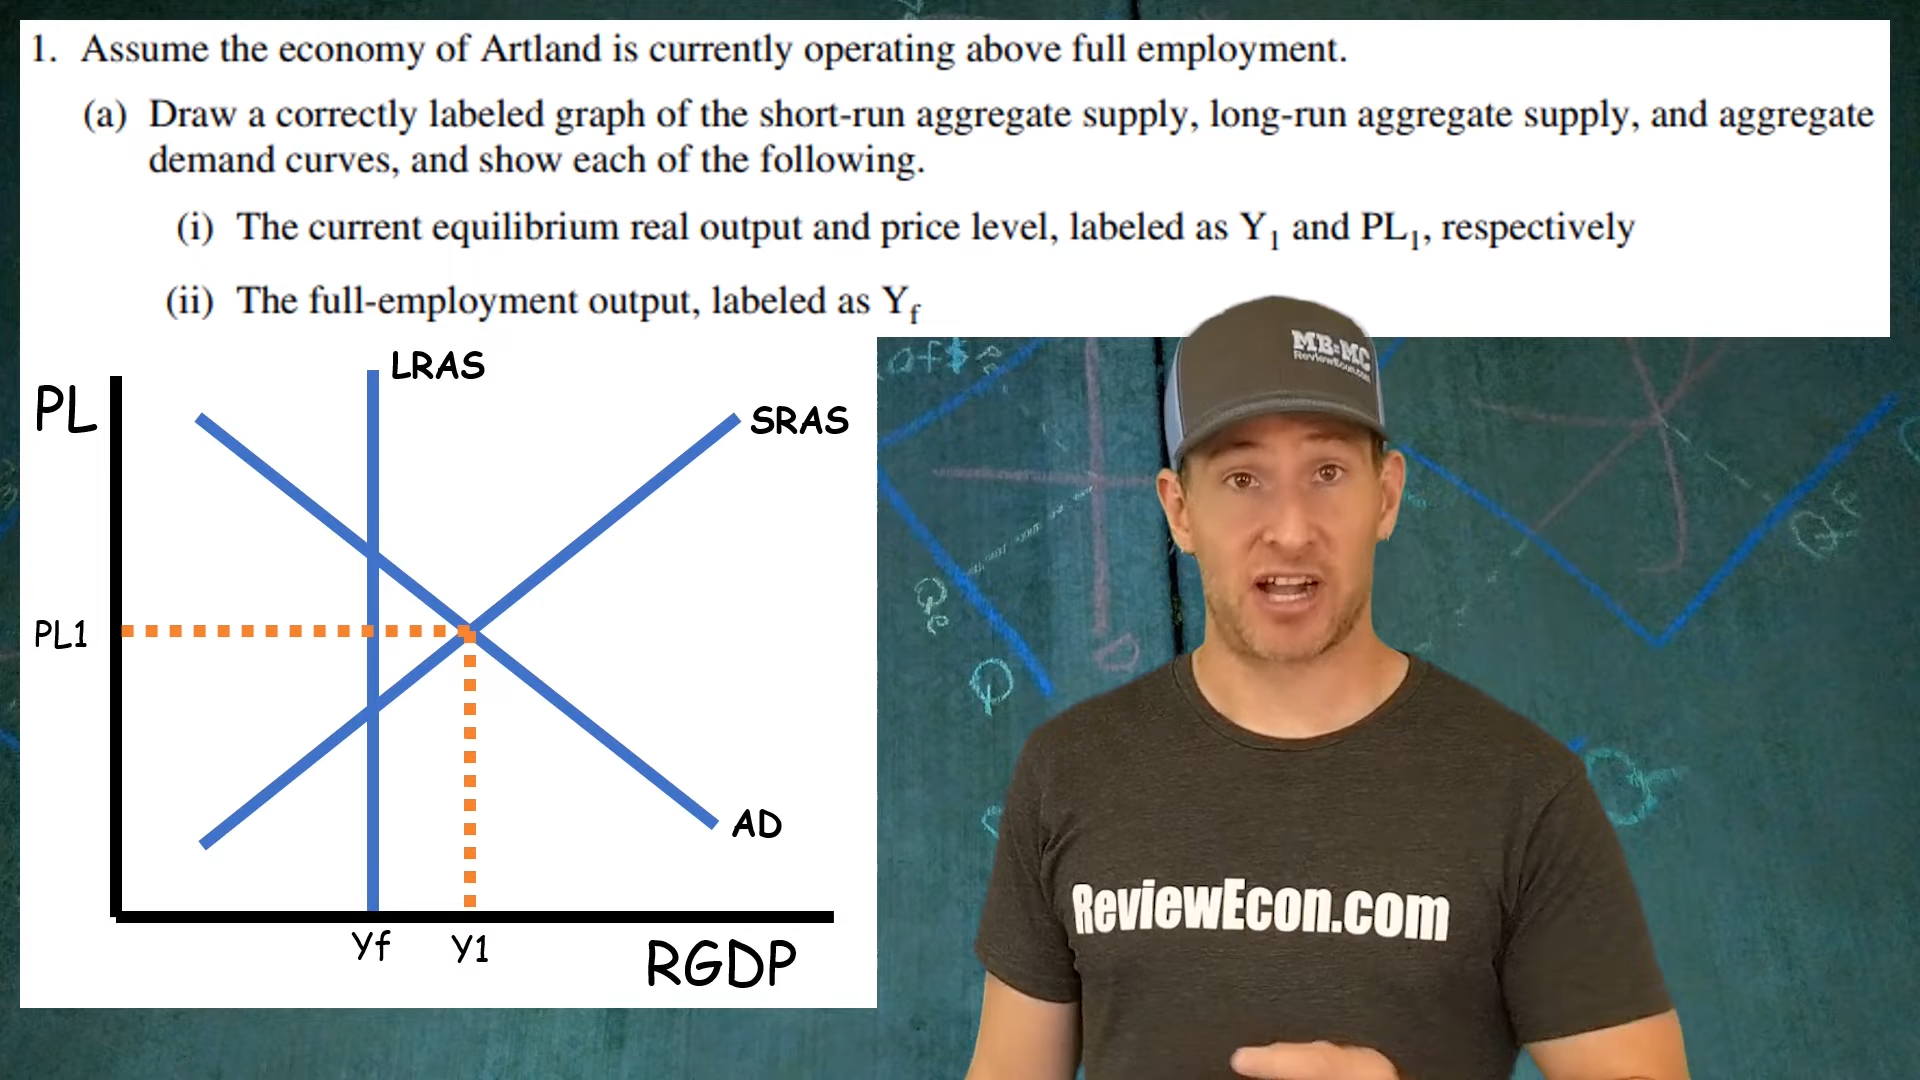 1. Assume the economy of Artland is currently operating above full employment.
(a) Draw a correctly labeled graph of the short-run aggregate supply, long-run aggregate supply, and aggregate
demand curves, and show each of the following.
(i) The current equilibrium real output and price level, labeled as Y₁ and PL₁, respectively
(ii) The full-employment output, labeled as Yf
LRAS
PL
SRAS
PL1
AD
Yf Y1
RGDP
MB=MC
ReviewEcon.com
ReviewEcon.com